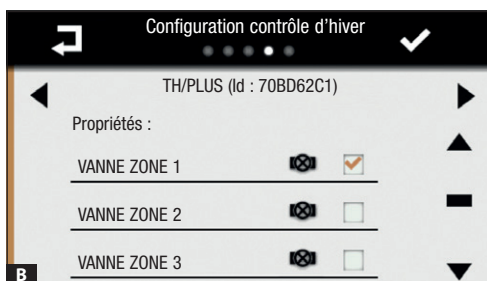 Configuration contrôle d'hiver
TH/PLUS (Id : 70BD62C1)
Propriétés :
VANNE ZONE 1
VANNE ZONE 2
VANNE ZONE 3
B